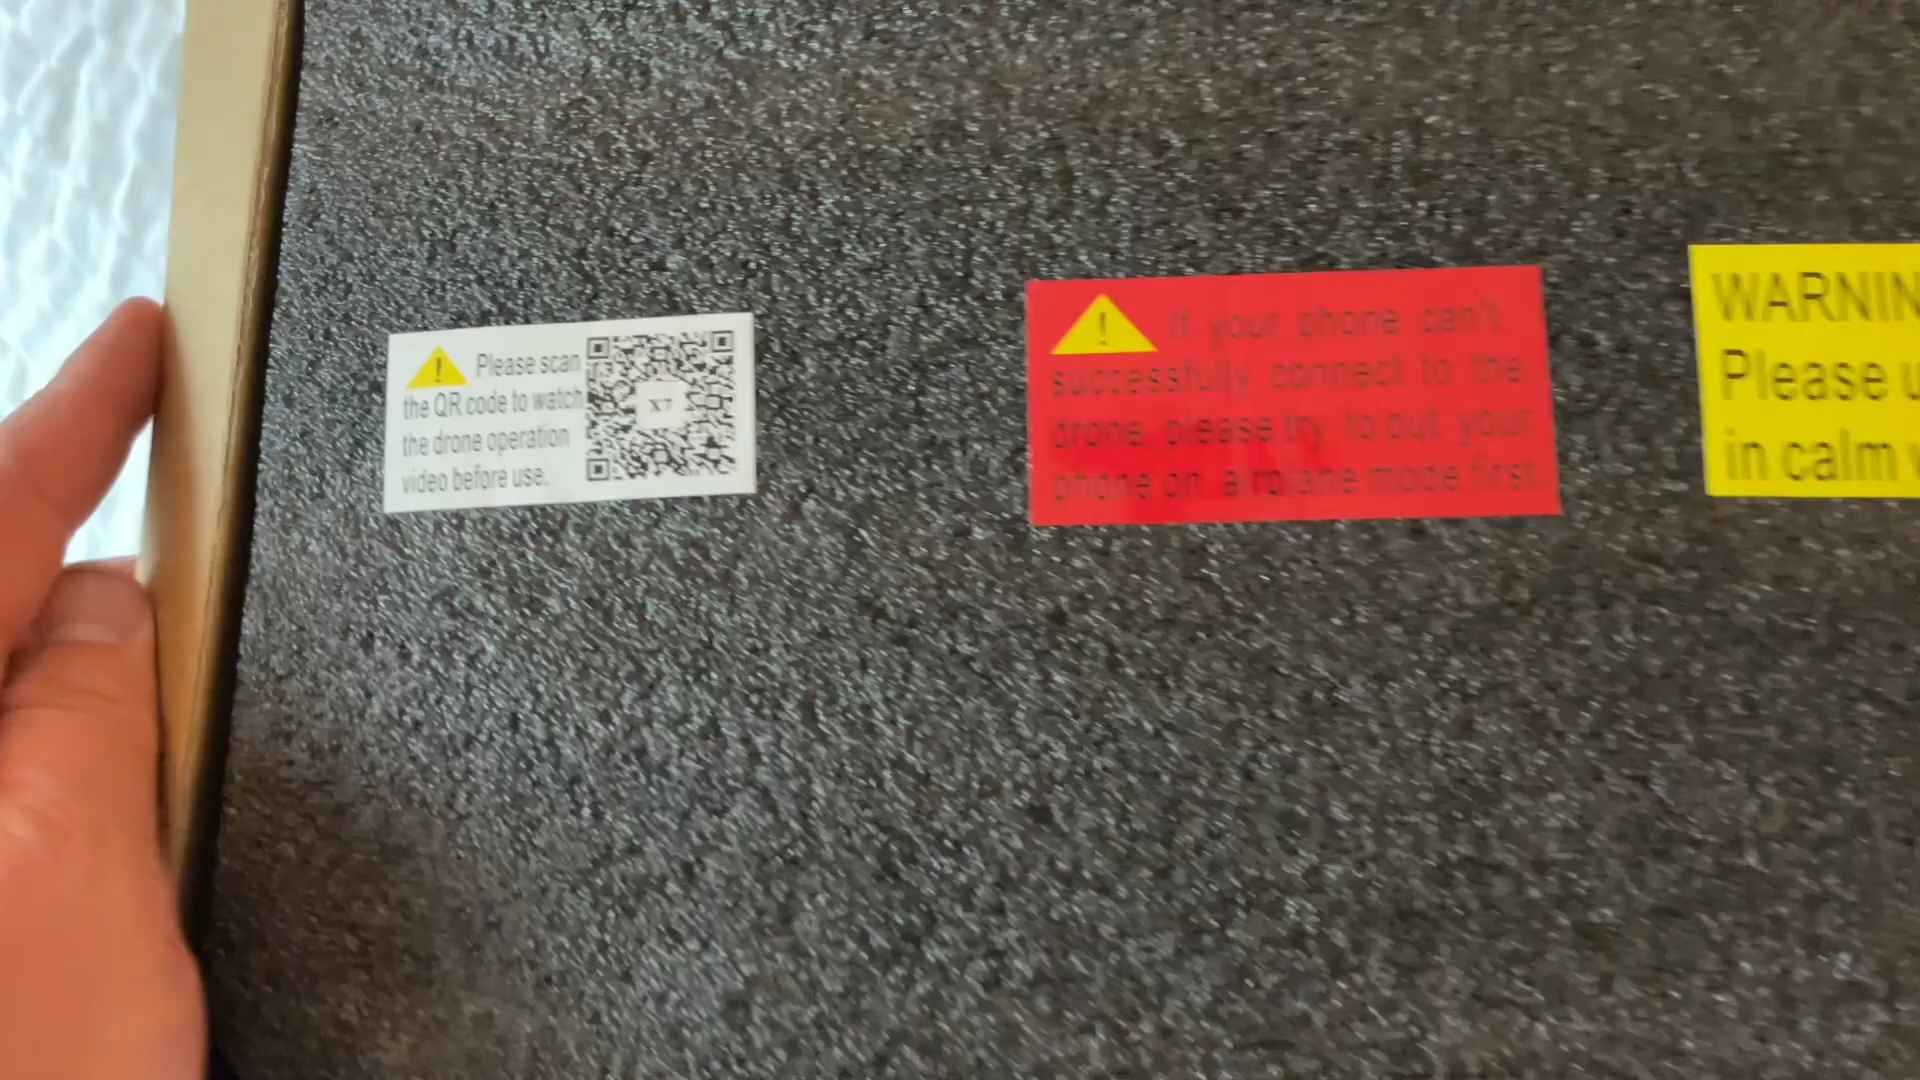 Please scan
the QR code to watch
the drone operation
video before use.
X7
If your phone can't
successfully connect to the
drone, please try to put your
phone on airplane mode first
WARNIN
Please u
in calm